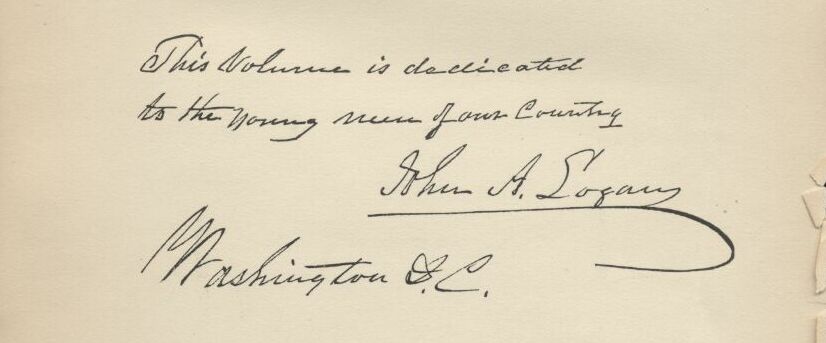 This Volume is dedicated
to the young men of our Country
John A. Logan
Washington D.C.